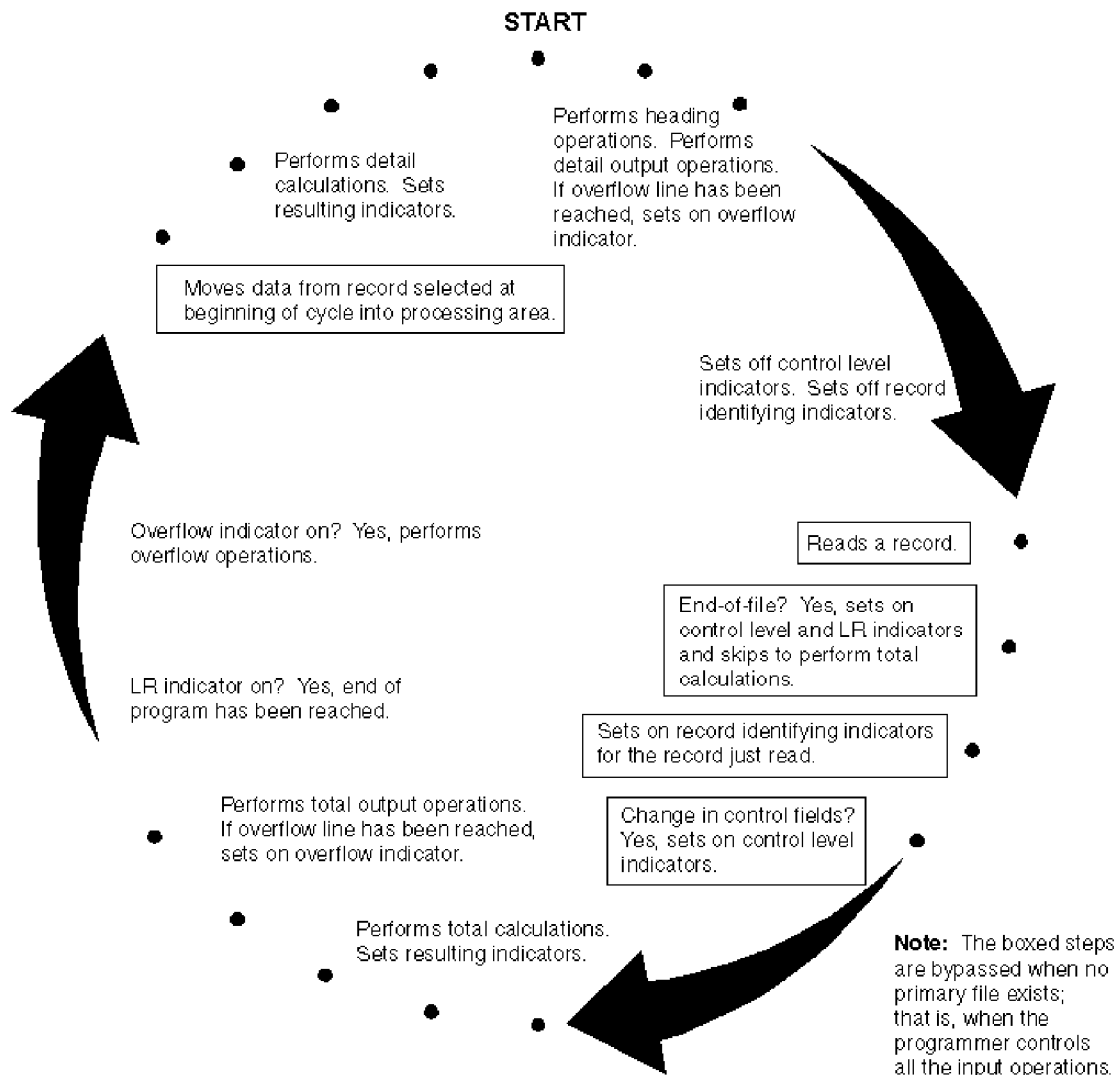 START
Performs heading
operations. Performs
detail output operations.
If overflow line has been
reached, sets on overflow
indicator.
Sets off control level
indicators. Sets off record
identifying indicators.
Reads a record.
End-of-file? Yes, sets on
control level and LR indicators
and skips to perform total
calculations.
Sets on record identifying indicators
for the record just read.
Change in control fields?
Yes, sets on control level
indicators.
Performs total calculations.
Sets resulting indicators.
Performs total output operations.
If overflow line has been reached,
sets on overflow indicator.
LR indicator on? Yes, end of
program has been reached.
Overflow indicator on? Yes, performs
overflow operations.
Moves data from record selected at
beginning of cycle into processing area.
Performs detail
calculations. Sets
resulting indicators.
Note: The boxed steps
are bypassed when no
primary file exists;
that is, when the
programmer controls
all the input operations.